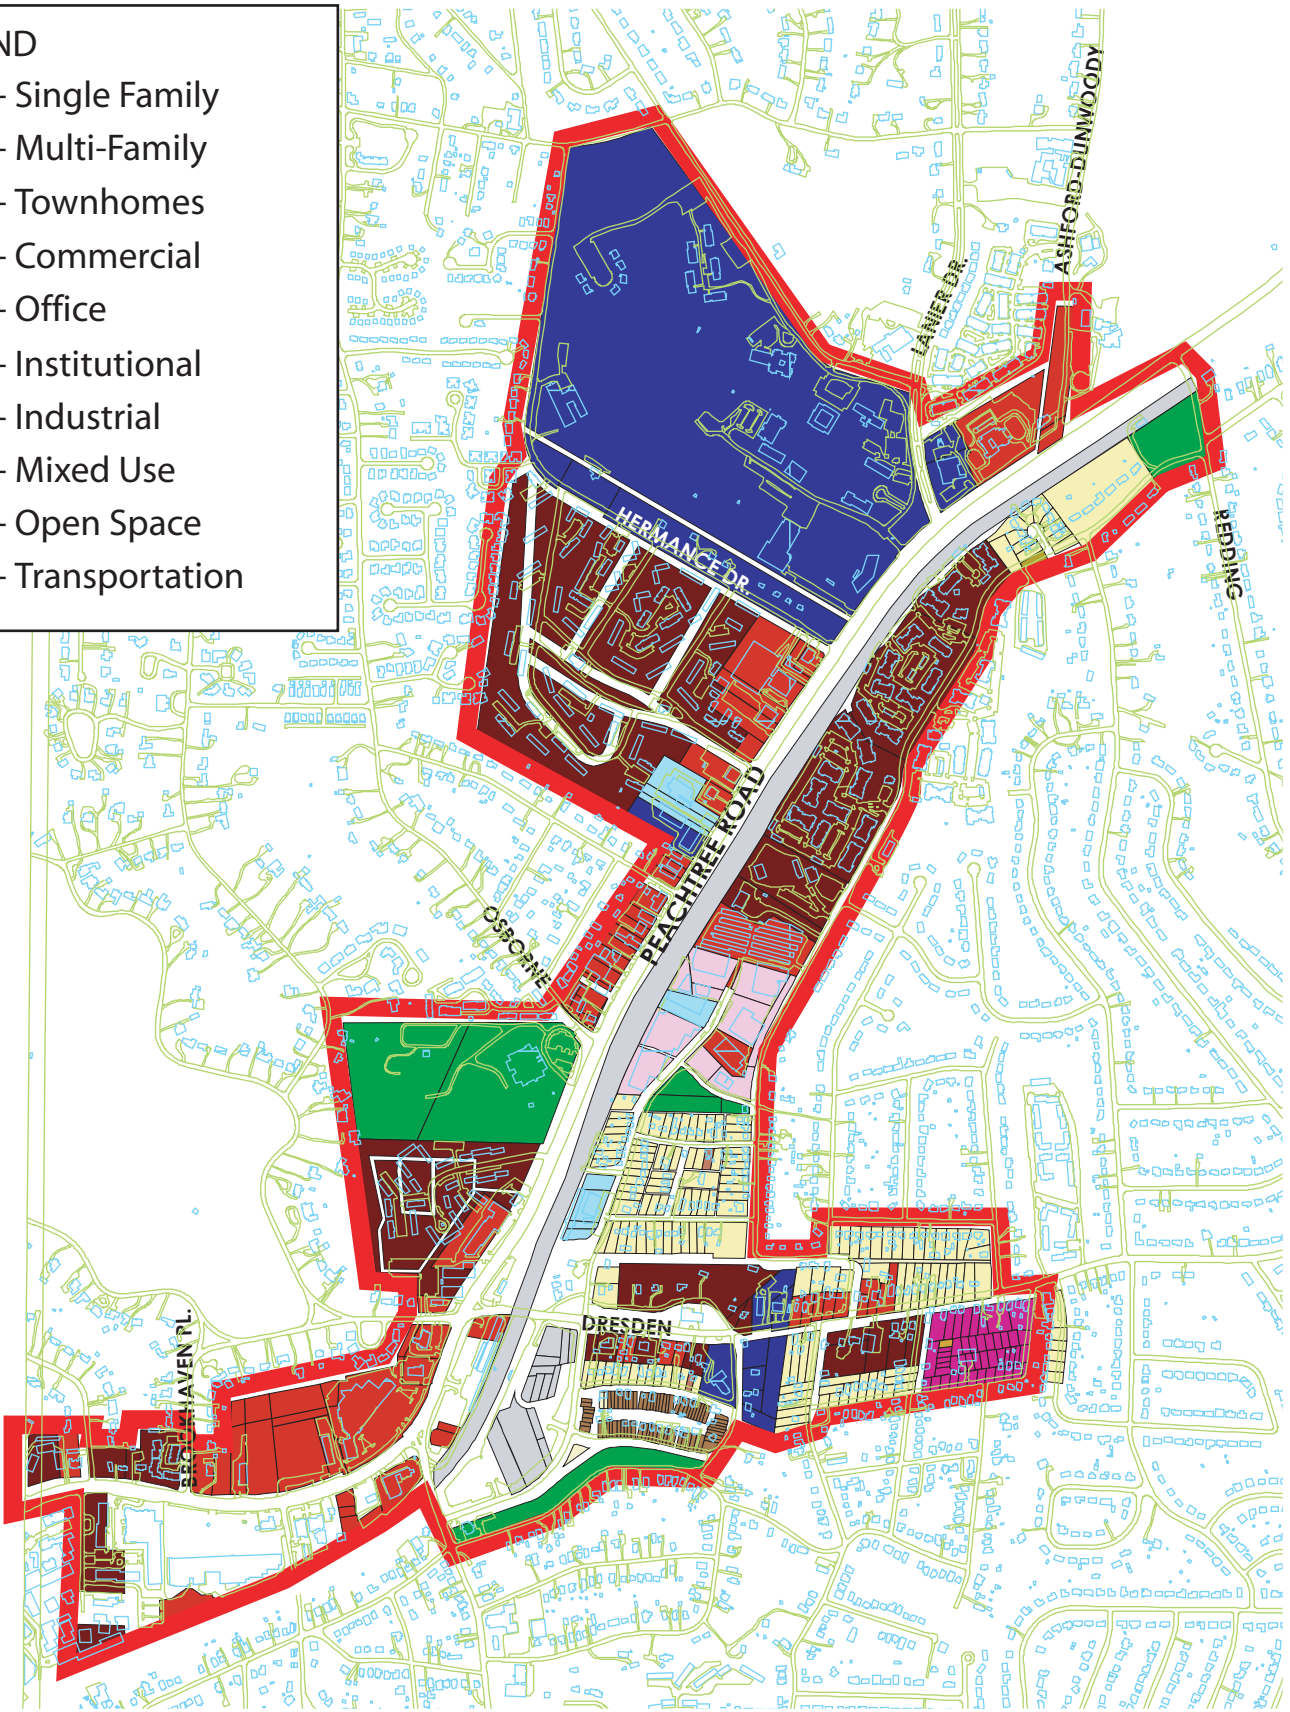 ND
- Single Family
- Multi-Family
- Townhomes
- Commercial
- Office
- Institutional
- Industrial
- Mixed Use
- Open Space
- Transportation
ASHFORD-DUNWOODY
LANIER DR.
REDDING
HERMANCE DR.
PEACHTREE ROAD
OSBORNE
DRESDEN
BROOKHAVEN PL.